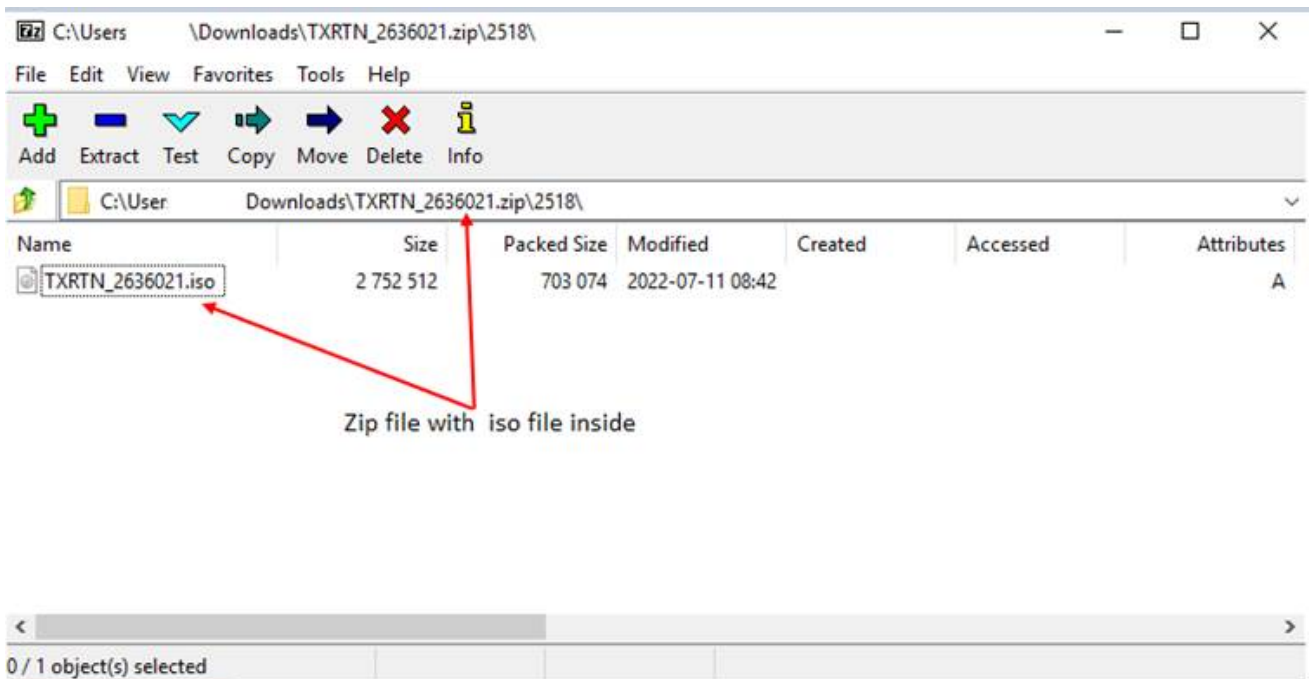 7z C:\Users \Downloads\TXRTN_2636021.zip\2518\
File Edit View Favorites Tools Help
Add Extract Test Copy Move Delete Info
C:\User Downloads\TXRTN_2636021.zip\2518\
Name Size Packed Size Modified Created Accessed Attributes
TXRTN_2636021.iso 2 752 512 703 074 2022-07-11 08:42 A
Zip file with iso file inside
0 / 1 object(s) selected